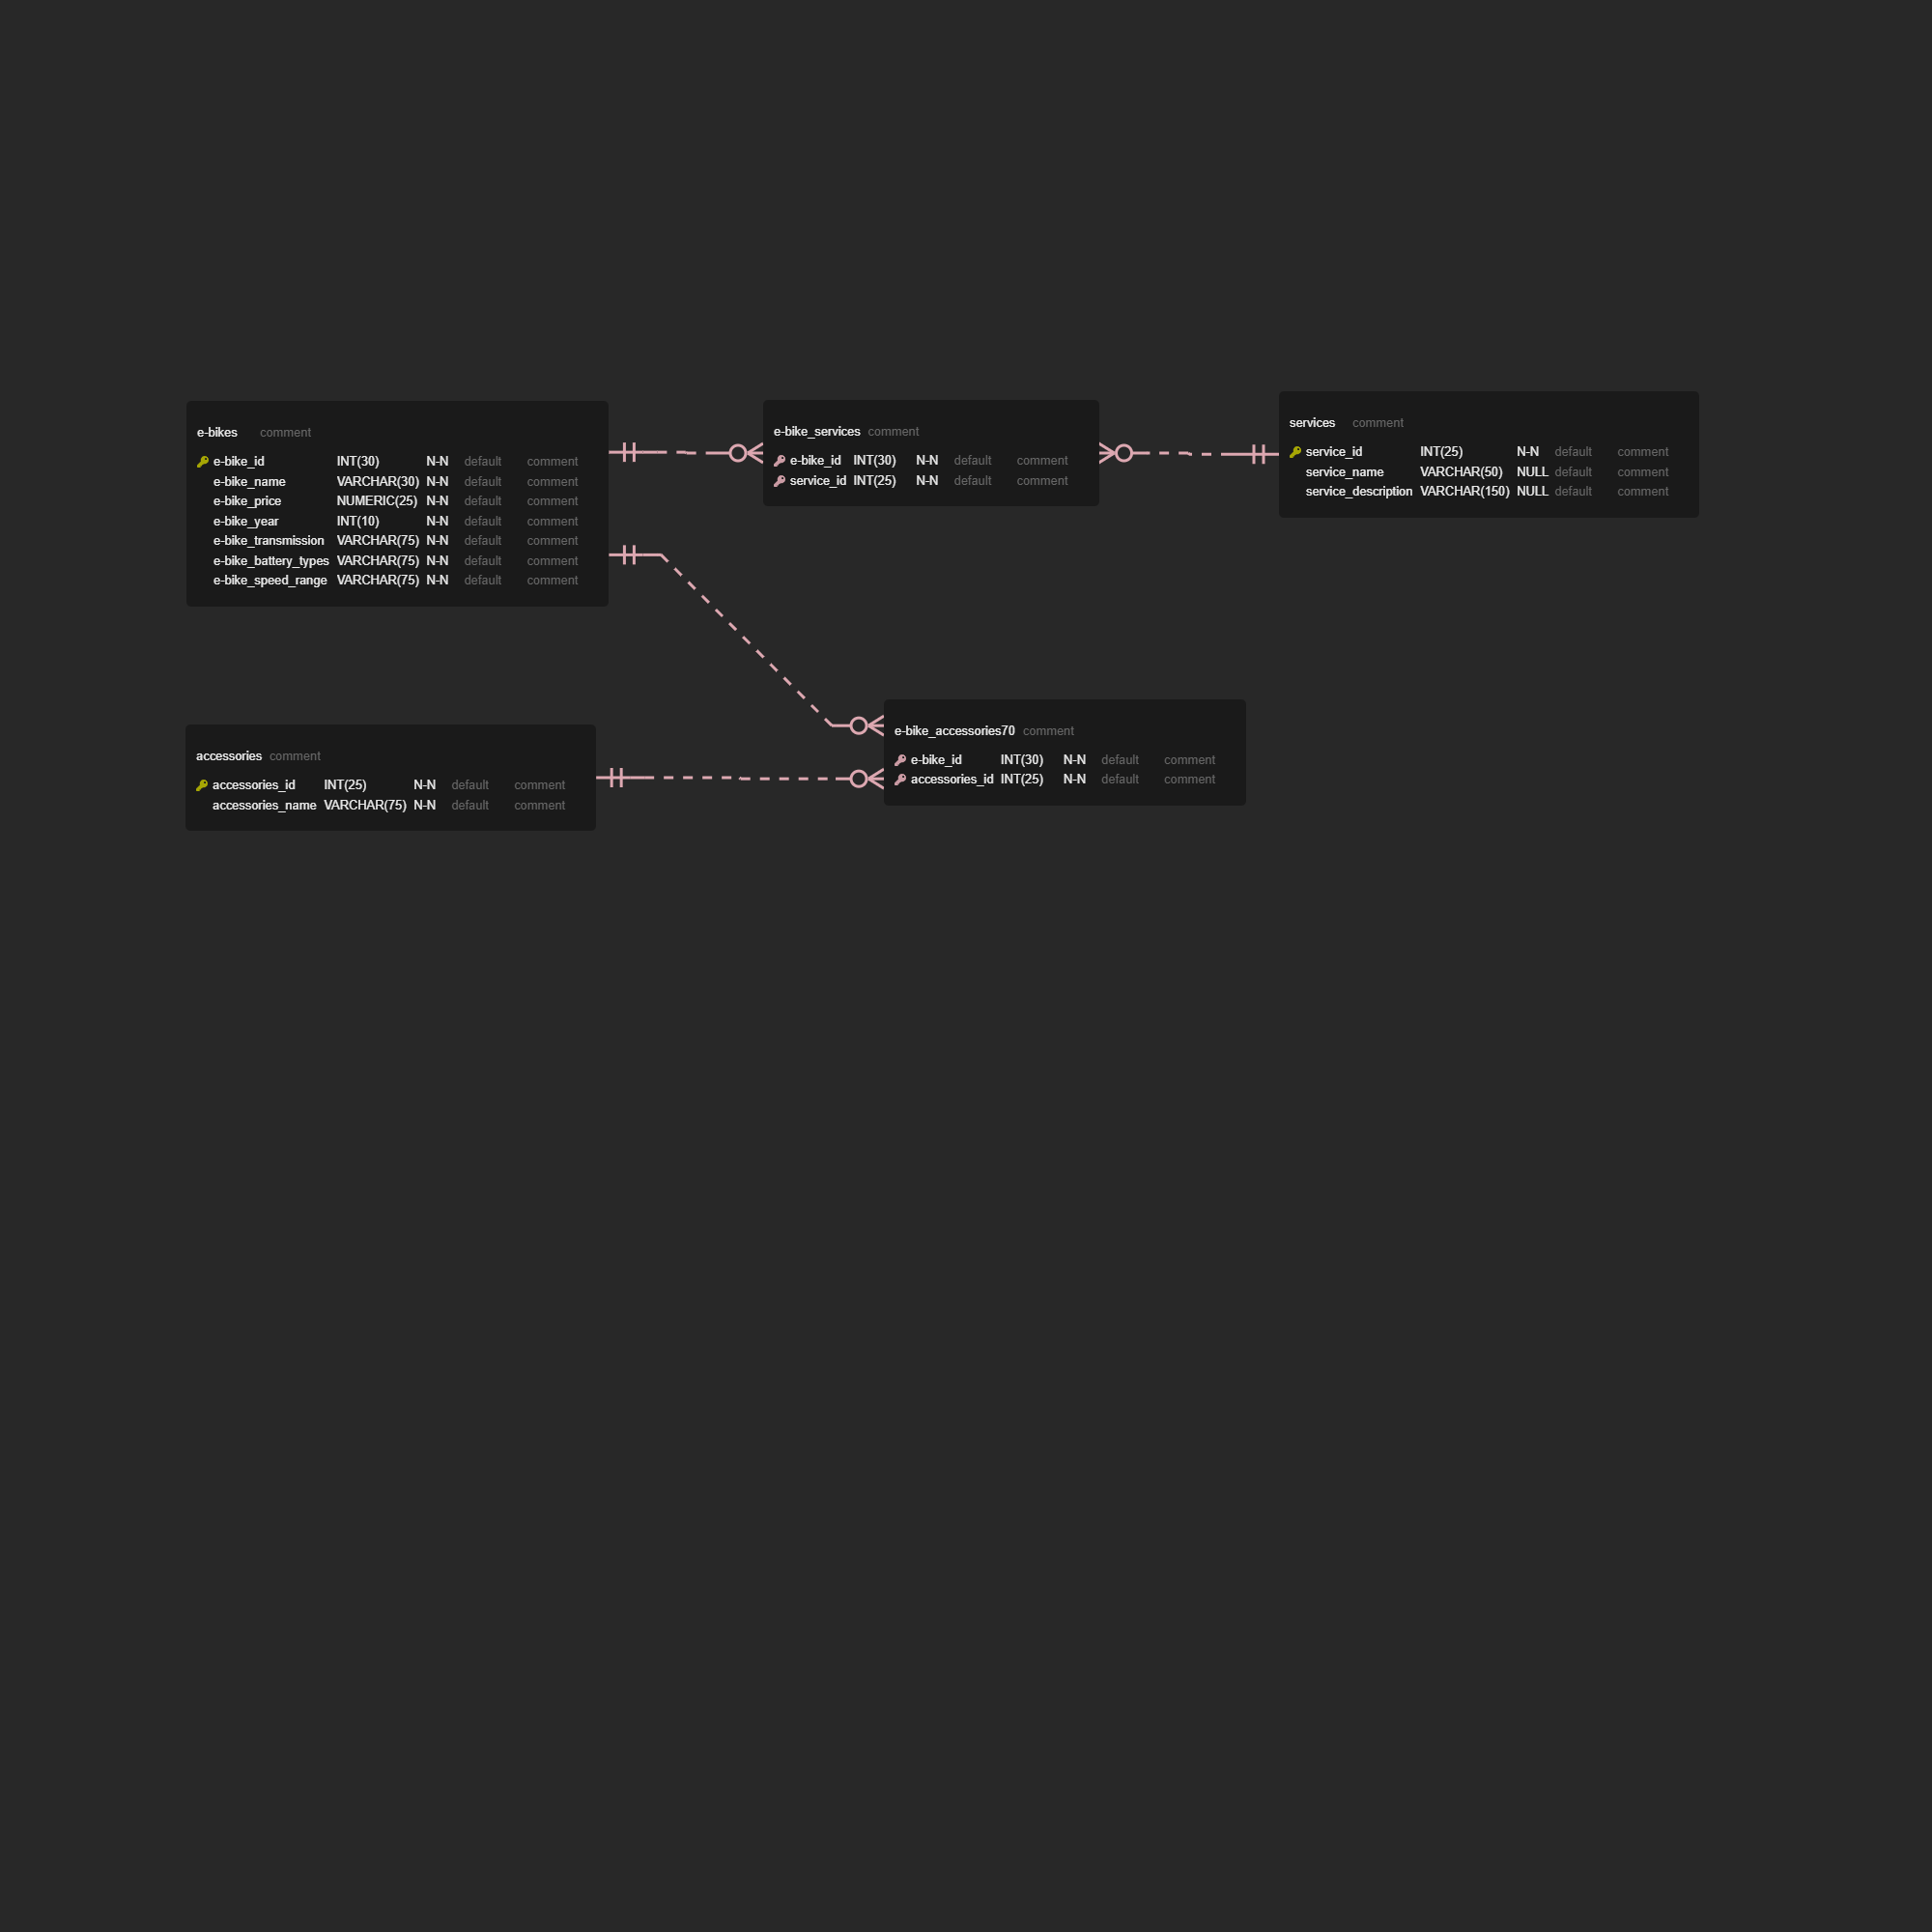 e-bikes comment
e-bike_id INT(30) N-N default comment
e-bike_name VARCHAR(30) N-N default comment
e-bike_price NUMERIC(25) N-N default comment
e-bike_year INT(10) N-N default comment
e-bike_transmission VARCHAR(75) N-N default comment
e-bike_battery_types VARCHAR(75) N-N default comment
e-bike_speed_range VARCHAR(75) N-N default comment
e-bike_services comment
e-bike_id INT(30) N-N default comment
service_id INT(25) N-N default comment
services comment
service_id INT(25) N-N default comment
service_name VARCHAR(50) NULL default comment
service_description VARCHAR(150) NULL default comment
accessories comment
accessories_id INT(25) N-N default comment
accessories_name VARCHAR(75) N-N default comment
e-bike_accessories70 comment
e-bike_id INT(30) N-N default comment
accessories_id INT(25) N-N default comment